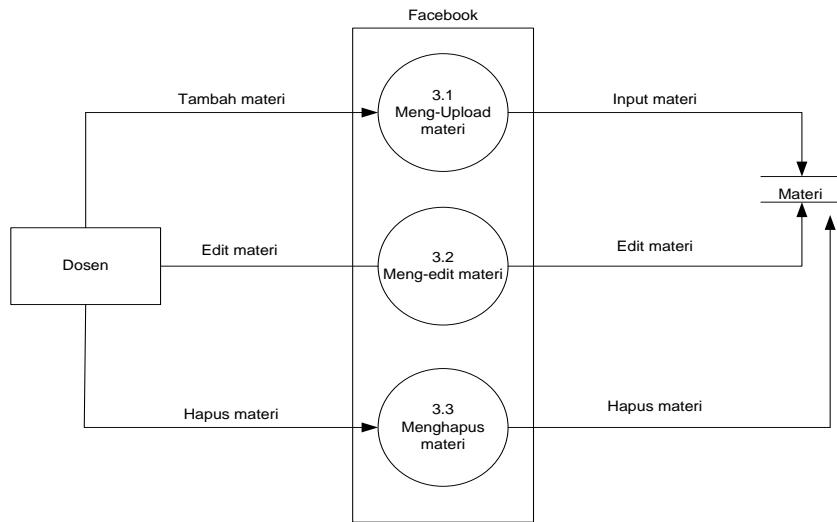 Facebook
Tambah materi
3.1
Meng-Upload
materi
Input materi
Materi
Dosen
Edit materi
3.2
Meng-edit materi
Edit materi
Hapus materi
3.3
Menghapus
materi
Hapus materi